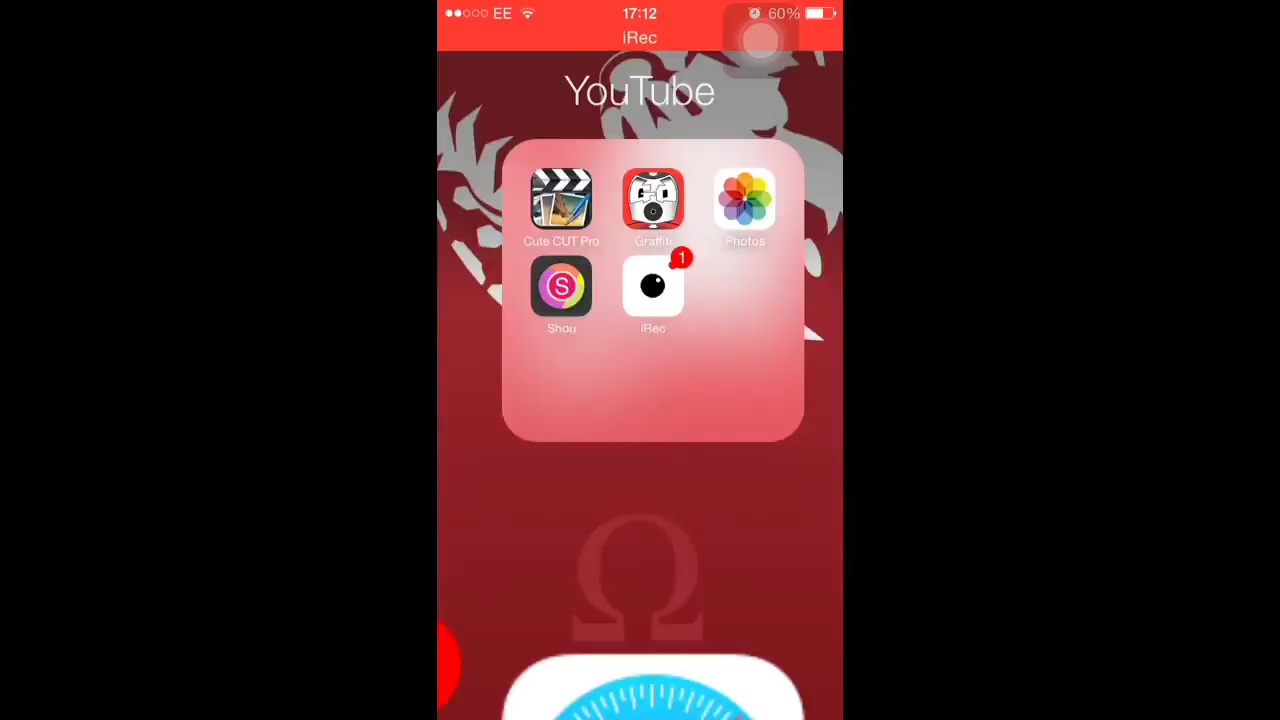 EE 17:12 60%
iRec
YouTube
Cute CUT Pro Graffiti Photos
1
S
Shou iRec
Ω